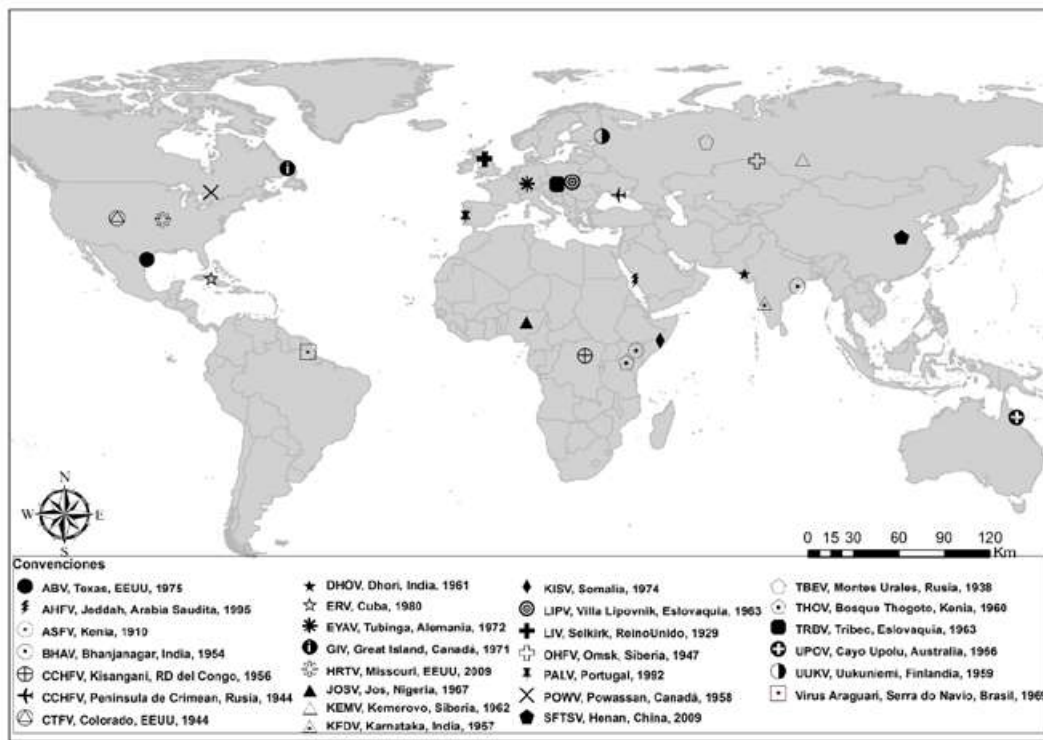 N
W E
S
0 15 30 60 90 120
Km
Convenciones
ABV, Texas, EEUU, 1975
AHFV, Jeddah, Arabia Saudita, 1995
ASFV, Kenia, 1910
BHAV, Bhanjanagar, India, 1954
CCHFV, Kisangani, RD del Congo, 1956
CCHFV, Peninsula de Crimean, Rusia, 1944
CTFV, Colorado, EEUU, 1944
DHOV, Dhori, India, 1961
ERV, Cuba, 1980
EYAV, Tubinga, Alemania, 1972
GIV, Great Island, Canadá, 1971
HRTV, Missouri, EEUU, 2009
JOSV, Jos, Nigeria, 1967
KEMV, Kemerovo, Siberia, 1962
KFDV, Karnataka, India, 1957
KISV, Somalia, 1974
LIPV, Villa Lipovnik, Eslovaquia, 1963
LIV, Selkirk, ReinoUnido, 1929
OHFV, Omsk, Siberia, 1947
PALV, Portugal, 1992
POWV, Powassan, Canadá, 1958
SFTSV, Henan, China, 2009
TBEV, Montes Urales, Rusia, 1938
THOV, Bosque Thogoto, Kenia, 1960
TRBV, Tribec, Eslovaquia, 1963
UPOV, Cayo Upolu, Australia, 1966
UUKV, Uukuniemi, Finlandia, 1959
Virus Araguari, Serra do Navio, Brasil, 1969